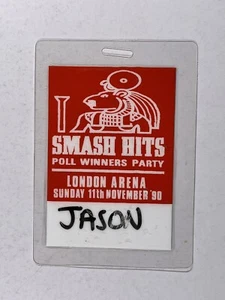 SMASH HITS
POLL WINNERS PARTY
LONDON ARENA
SUNDAY 11th NOVEMBER '90
JASON